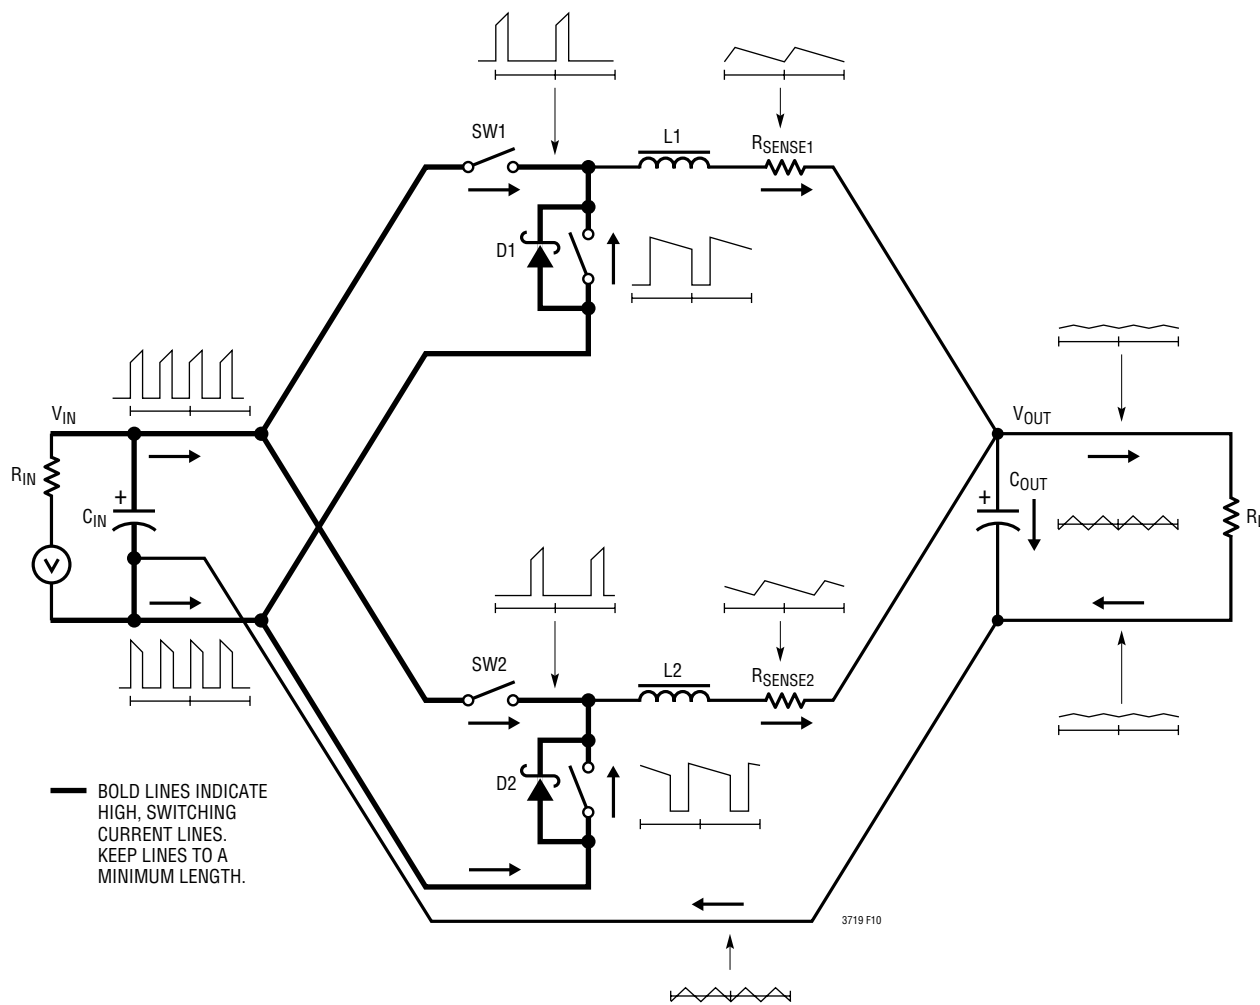 SW1
L1
RSENSE1
D1
VIN
VOUT
RIN
CIN
+
+
COUT
SW2
L2
RSENSE2
D2
BOLD LINES INDICATE
HIGH, SWITCHING
CURRENT LINES.
KEEP LINES TO A
MINIMUM LENGTH.
3719 F10